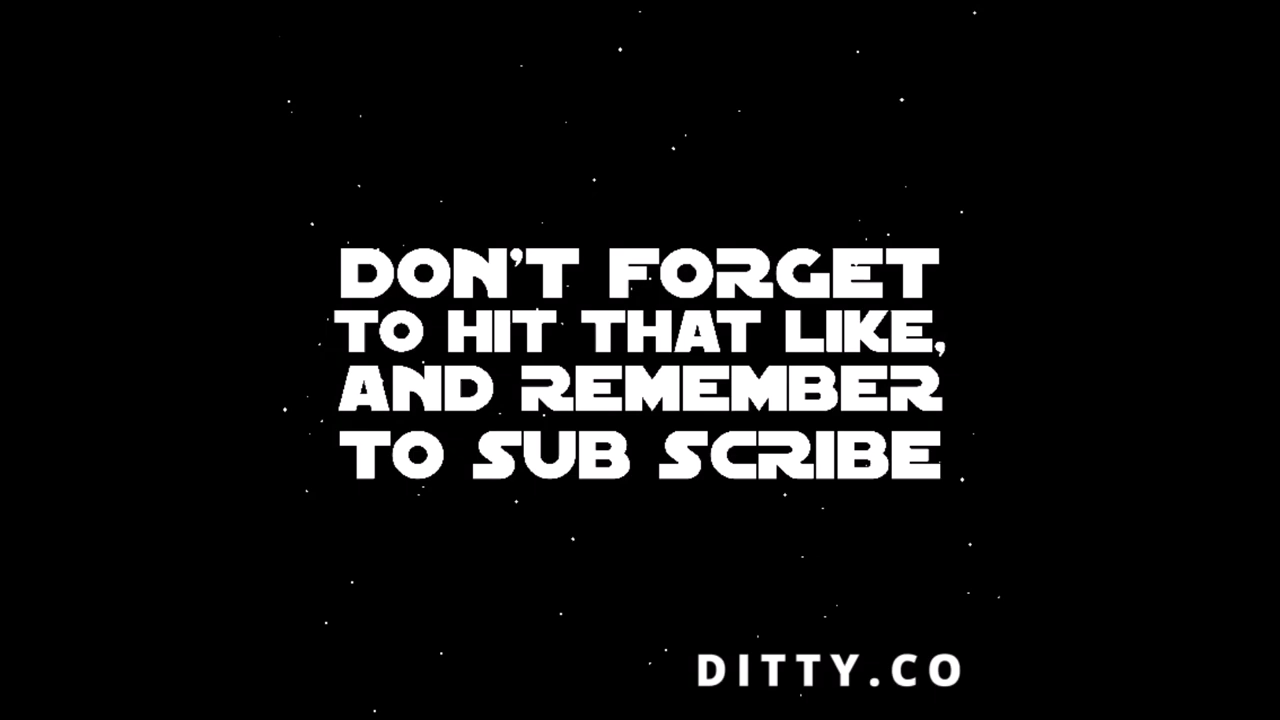 DON'T FORGET
TO HIT THAT LIKE,
AND REMEMBER
TO SUB SCRIBE
DITTY.CO